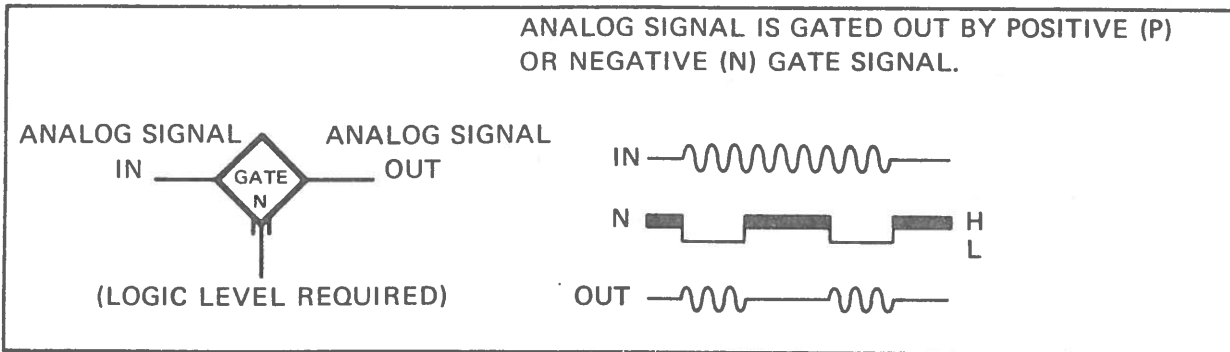 ANALOG SIGNAL IS GATED OUT BY POSITIVE (P)
OR NEGATIVE (N) GATE SIGNAL.
ANALOG SIGNAL
IN
GATE
N
ANALOG SIGNAL
OUT
(LOGIC LEVEL REQUIRED)
IN
N
H
L
OUT